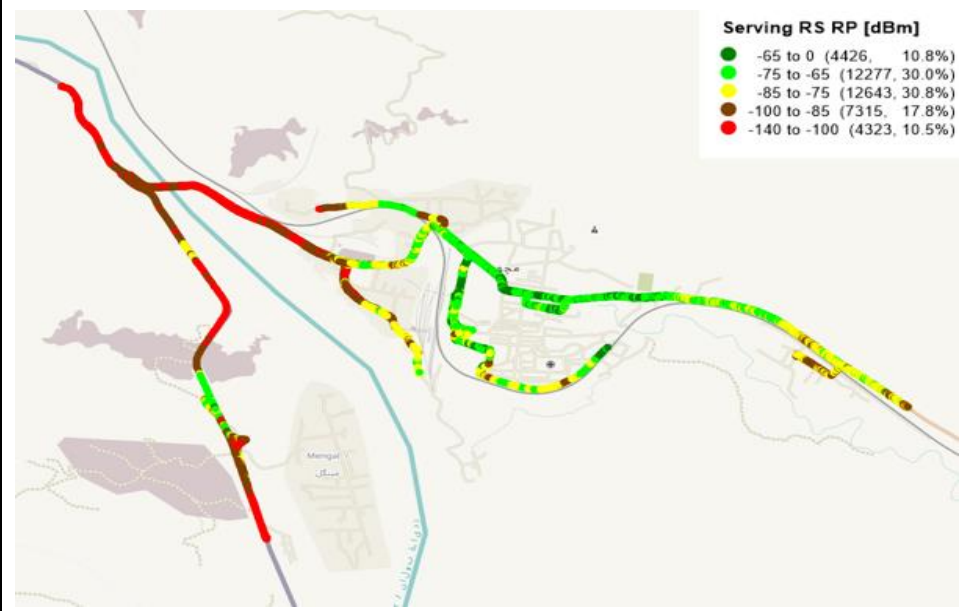 Serving RS RP [dBm]
-65 to 0 (4426, 10.8%)
-75 to -65 (12277, 30.0%)
-85 to -75 (12643, 30.8%)
-100 to -85 (7315, 17.8%)
-140 to -100 (4323, 10.5%)
Mengal
مینگل